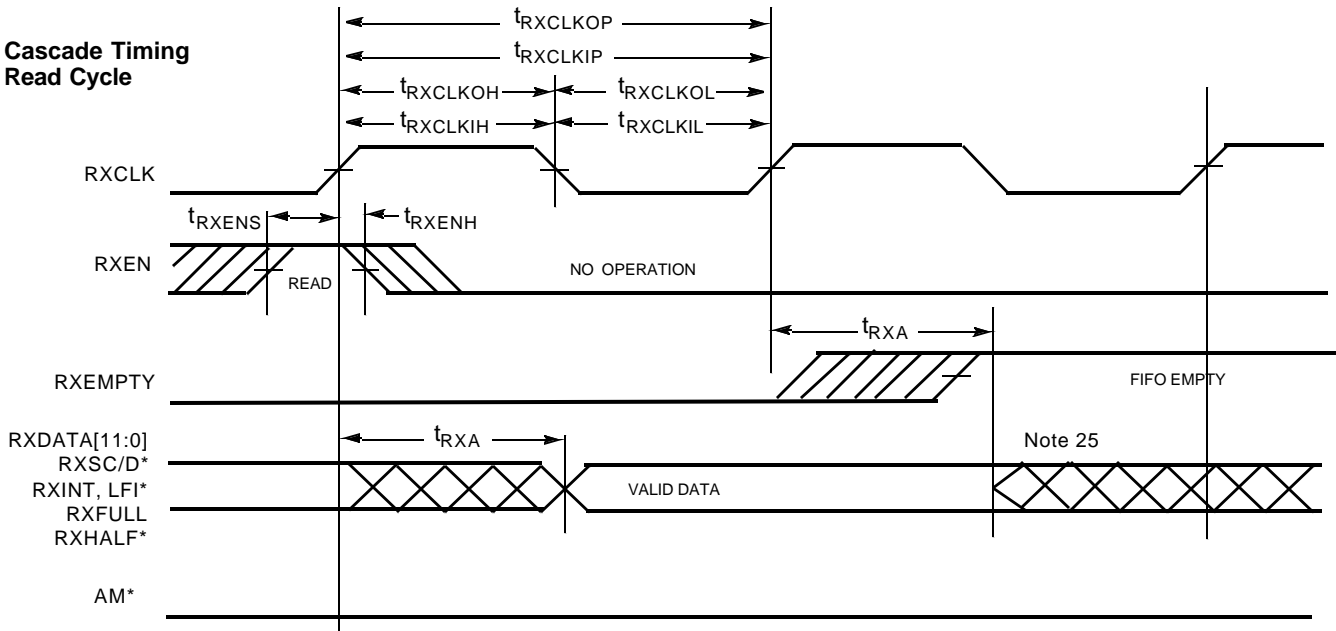 Cascade Timing
Read Cycle
tRXCLKOP
tRXCLKIP
tRXCLKOH
tRXCLKOL
tRXCLKIH
tRXCLKIL
RXCLK
tRXENS
tRXENH
RXEN
READ
NO OPERATION
tRXA
RXEMPTY
FIFO EMPTY
RXDATA[11:0]
RXSC/D*
RXINT, LFI*
RXFULL
RXHALF*
tRXA
VALID DATA
Note 25
AM*